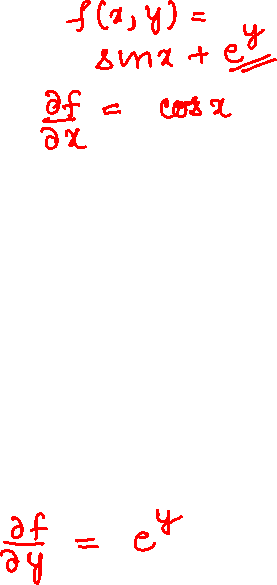 f(x, y) =
sin x + e^y
∂f/∂x = cos x
∂f/∂y = e^y